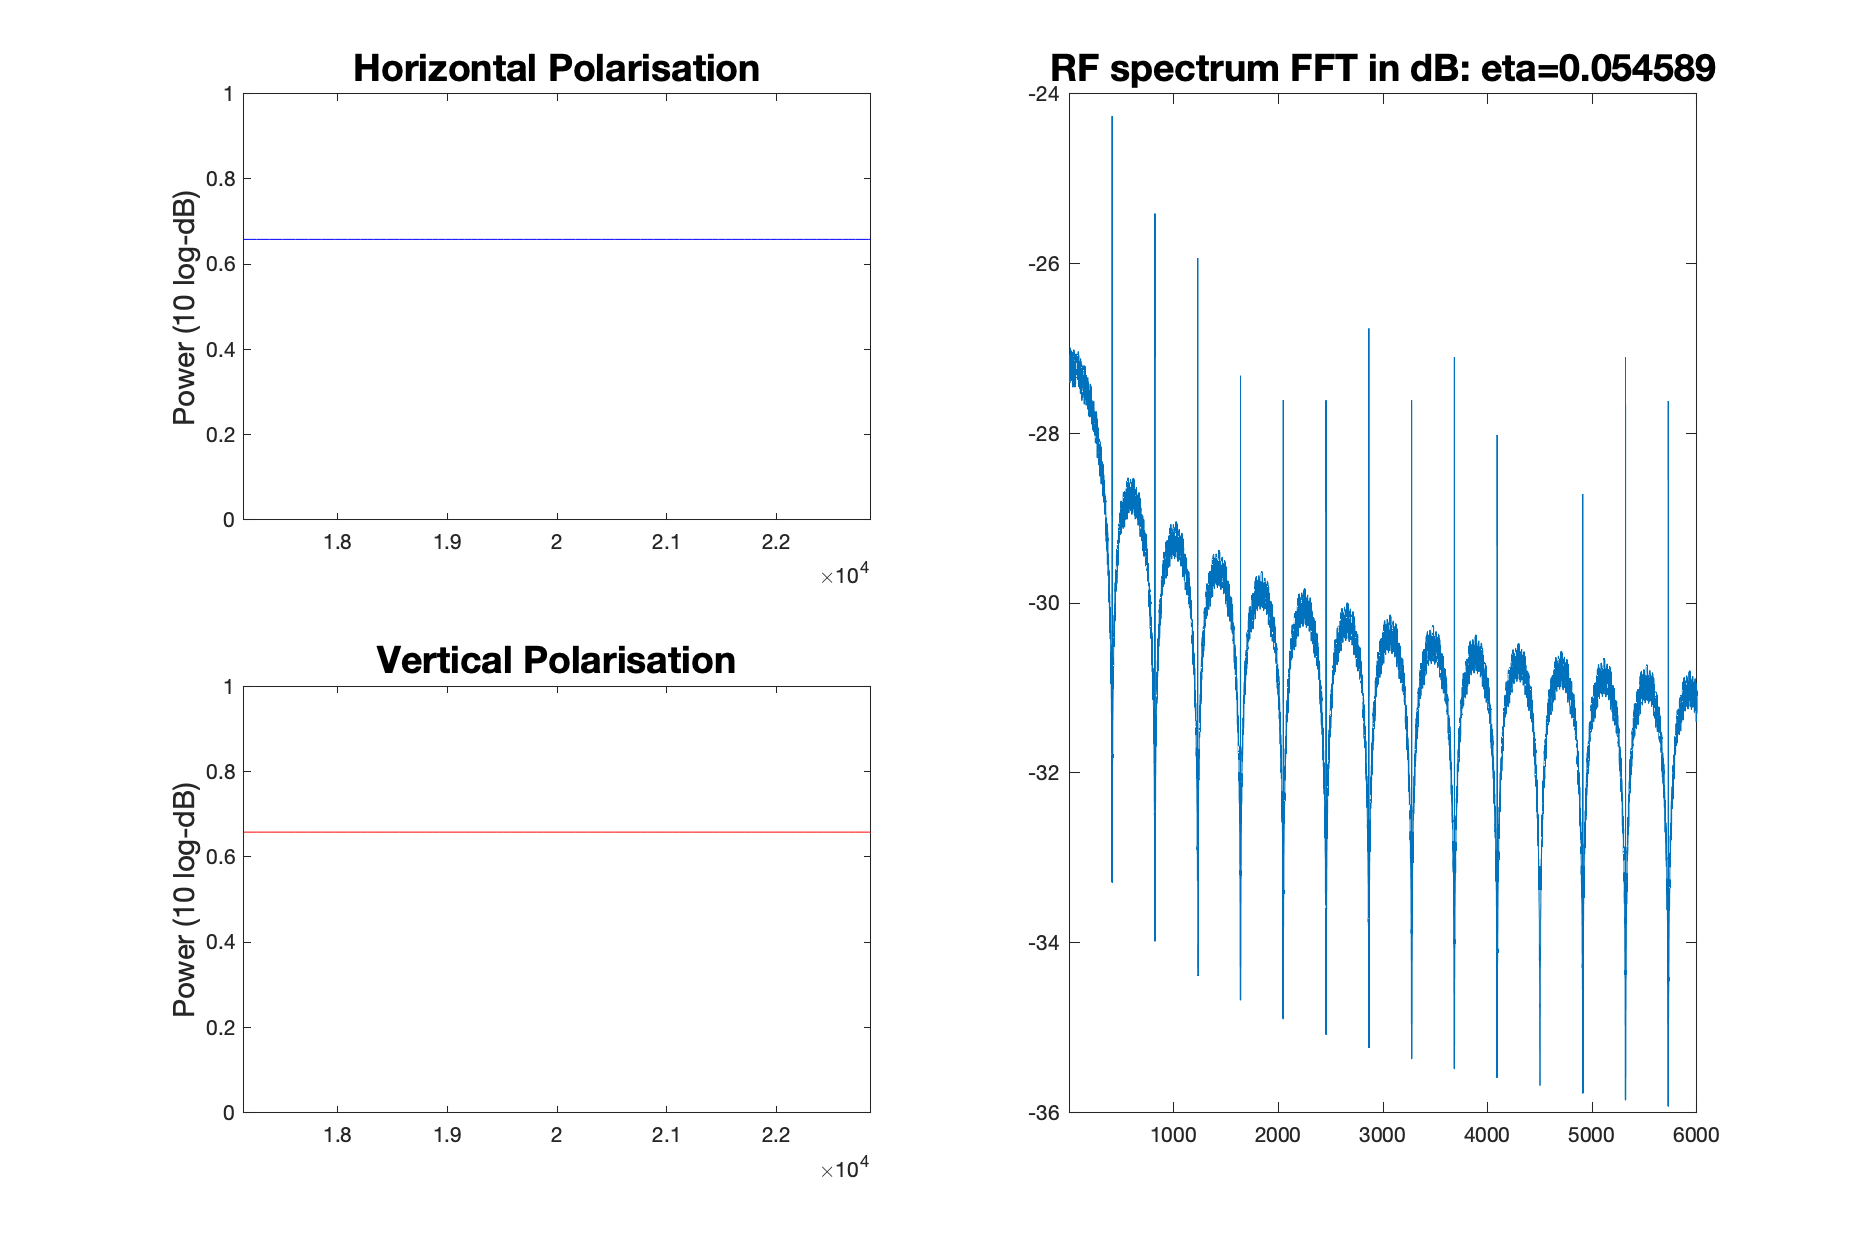 Horizontal Polarisation
Power (10 log-dB)
1
0.8
0.6
0.4
0.2
0
1.8 1.9 2 2.1 2.2
×10^4
Vertical Polarisation
Power (10 log-dB)
1
0.8
0.6
0.4
0.2
0
1.8 1.9 2 2.1 2.2
×10^4
RF spectrum FFT in dB: eta=0.054589
-24
-26
-28
-30
-32
-34
-36
1000 2000 3000 4000 5000 6000